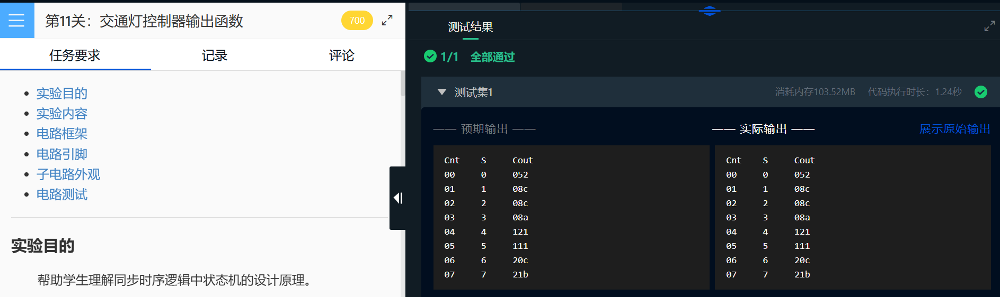 第11关：交通灯控制器输出函数
700
任务要求 记录 评论
实验目的
实验内容
电路框架
电路引脚
子电路外观
电路测试
实验目的
帮助学生理解同步时序逻辑中状态机的设计原理。
测试结果
1/1 全部通过
测试集1 消耗内存103.52MB 代码执行时长：1.24秒
—— 预期输出 ——
Cnt S Cout
00 0 052
01 1 08c
02 2 08c
03 3 08a
04 4 121
05 5 111
06 6 20c
07 7 21b
—— 实际输出 —— 展示原始输出
Cnt S Cout
00 0 052
01 1 08c
02 2 08c
03 3 08a
04 4 121
05 5 111
06 6 20c
07 7 21b